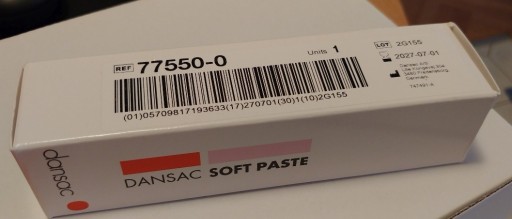 REF 77550-0
Units 1
LOT 2G155
2027-07-01
(01)05709817193633(17)270701(30)1(10)2G155
dansac
DANSAC SOFT PASTE